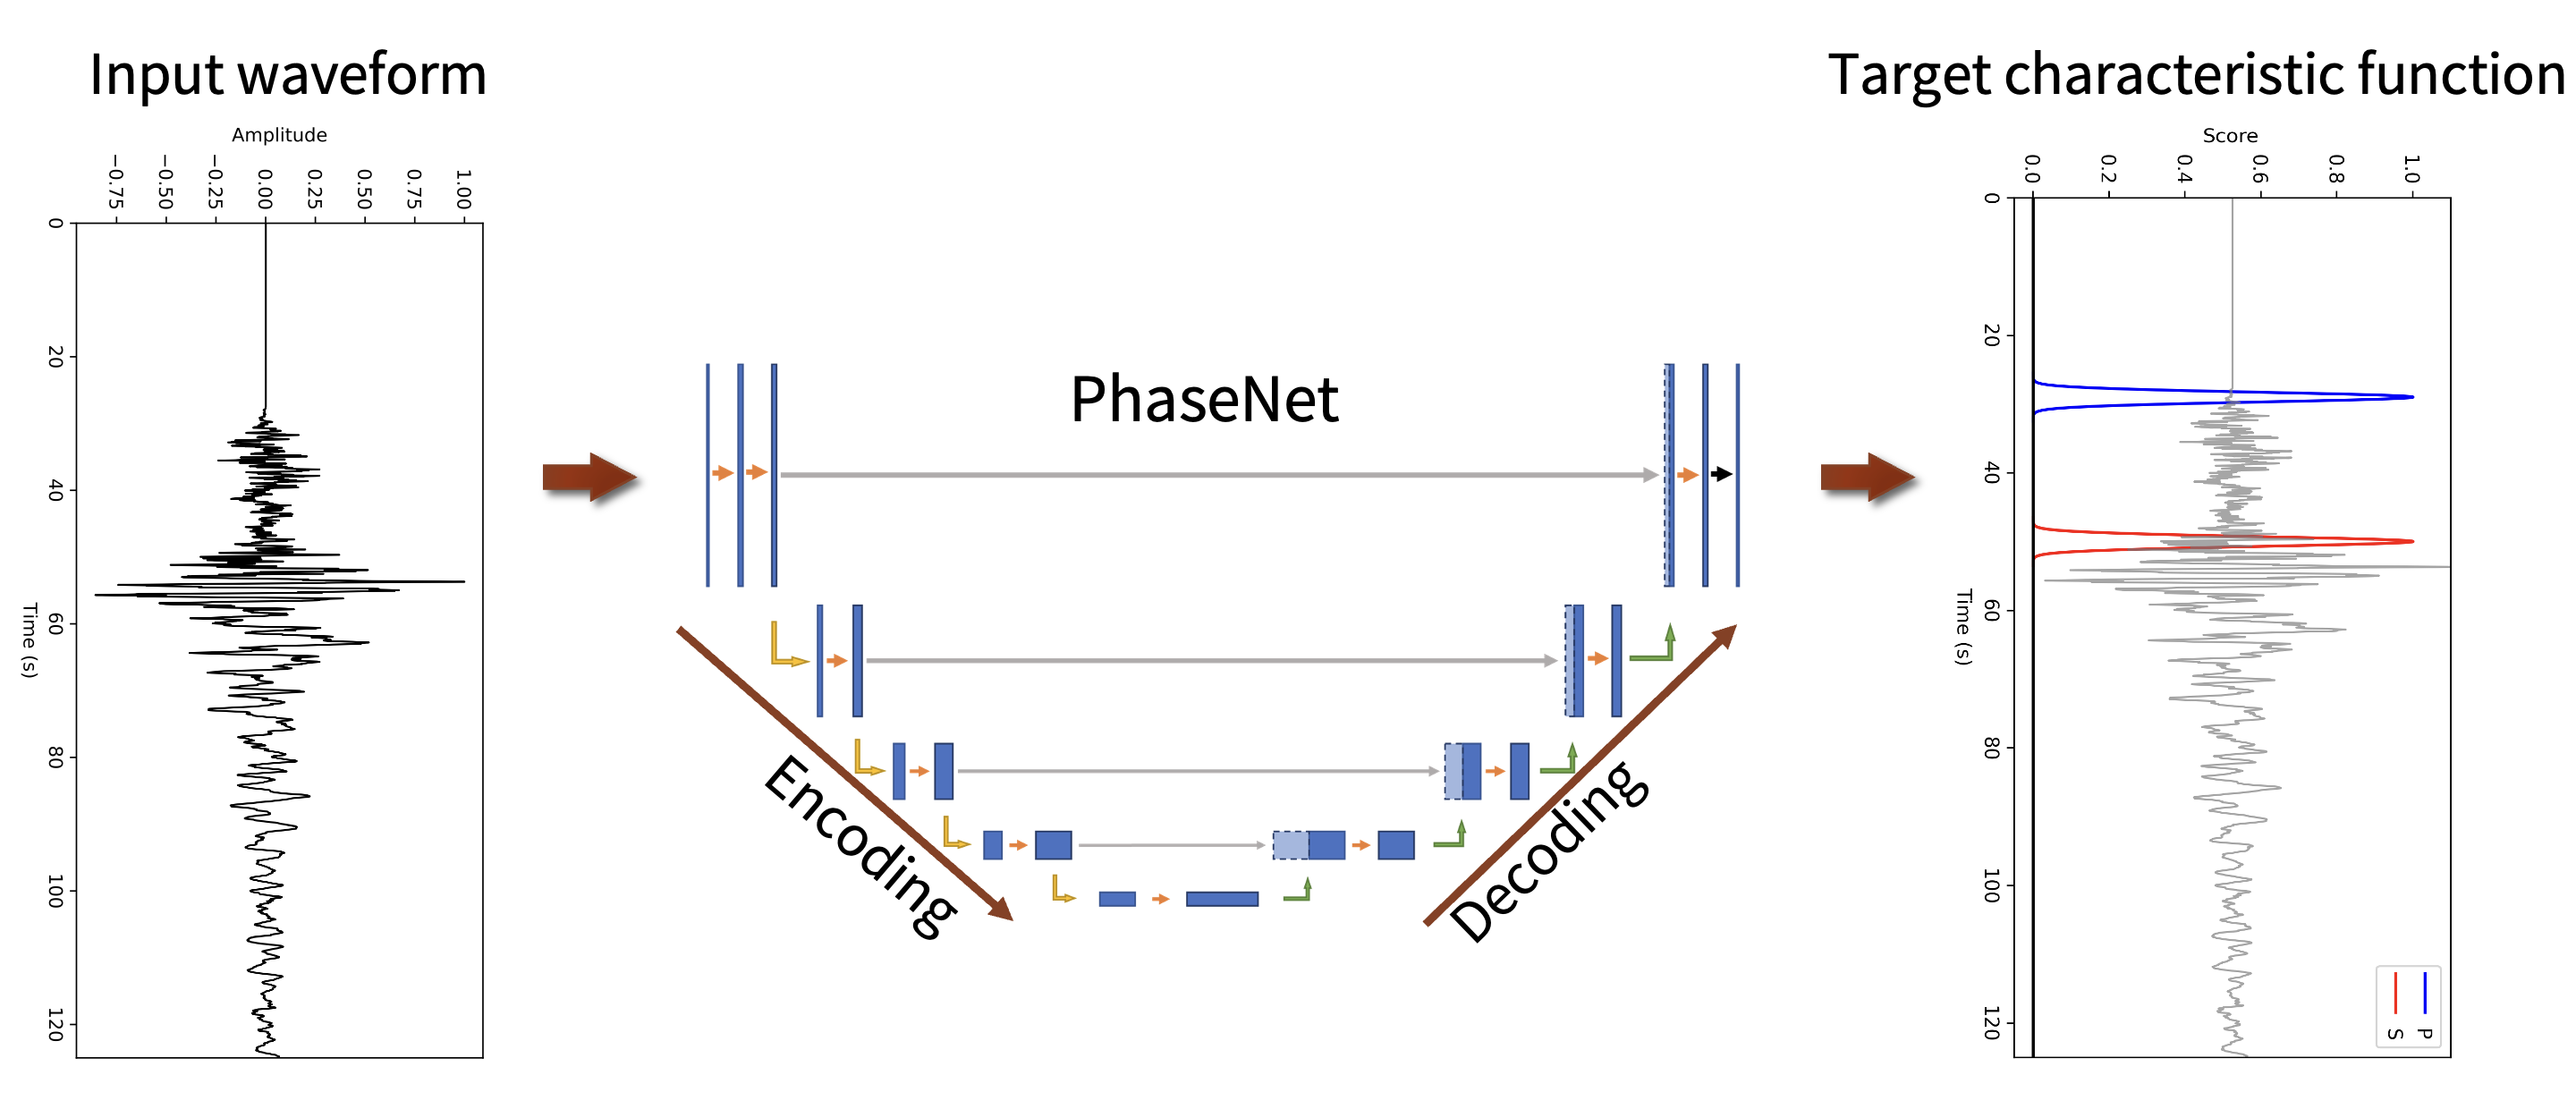 Input waveform
Target characteristic function
Amplitude
−0.75 −0.50 −0.25 0.00 0.25 0.50 0.75 1.00
0
20
40
60
80
100
120
Time (s)
PhaseNet
Encoding
Decoding
Score
0.0 0.2 0.4 0.6 0.8 1.0
0
20
40
60
80
100
120
Time (s)
P
S